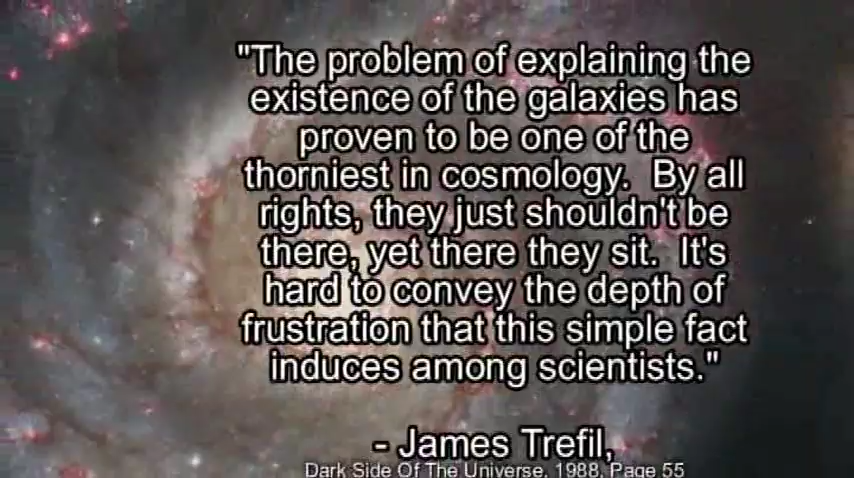 "The problem of explaining the
existence of the galaxies has
proven to be one of the
thorniest in cosmology.  By all
rights, they just shouldn't be
there, yet there they sit.  It's
hard to convey the depth of
frustration that this simple fact
induces among scientists."
- James Trefil,
Dark Side Of The Universe, 1988, Page 55